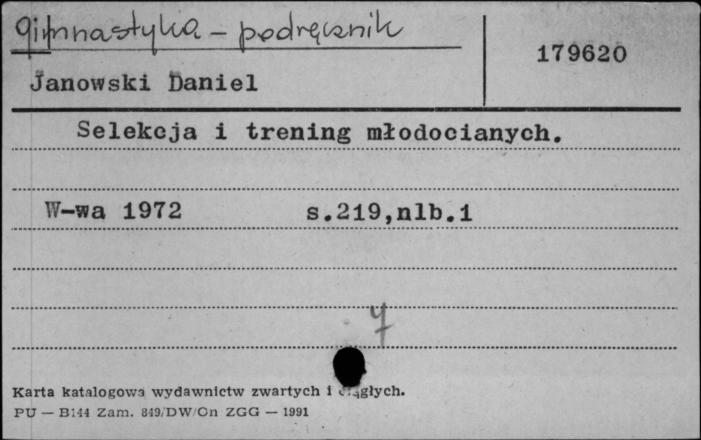 gimnastyka - podręcznik
179620
Janowski Daniel
Selekcja i trening młodocianych.
W-wa 1972 s.219,nlb.1
Karta katalogowa wydawnictw zwartych i ciągłych.
PU — B144 Zam. 849/DW/On ZGG — 1991